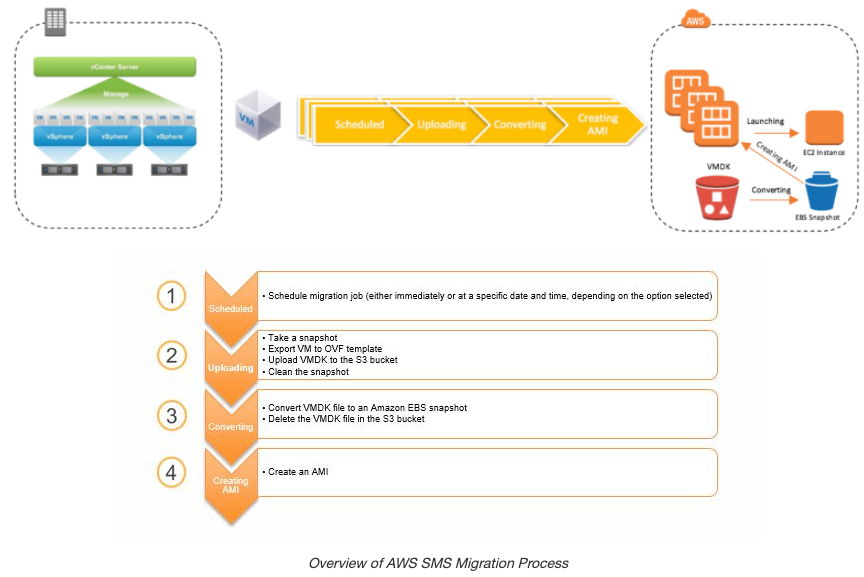 AWS
vCenter Server
Manage
VM VM VM VM VM VM VM VM VM VM VM VM
vSphere vSphere vSphere
VM
Scheduled Uploading Converting Creating
AMI
Launching
EC2 Instance
Creating AMI
VMDK
Converting
EBS Snapshot
1
Scheduled
• Schedule migration job (either immediately or at a specific date and time, depending on the option selected)
2
Uploading
• Take a snapshot
• Export VM to OVF template
• Upload VMDK to the S3 bucket
• Clean the snapshot
3
Converting
• Convert VMDK file to an Amazon EBS snapshot
• Delete the VMDK file in the S3 bucket
4
Creating
AMI
• Create an AMI
Overview of AWS SMS Migration Process